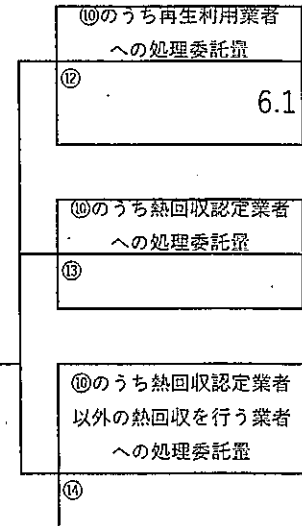 ⑩のうち再生利用業者
への処理委託量
⑫
6.1
⑩のうち熱回収認定業者
への処理委託量
⑬
⑩のうち熱回収認定業者
以外の熱回収を行う業者
への処理委託量
⑭